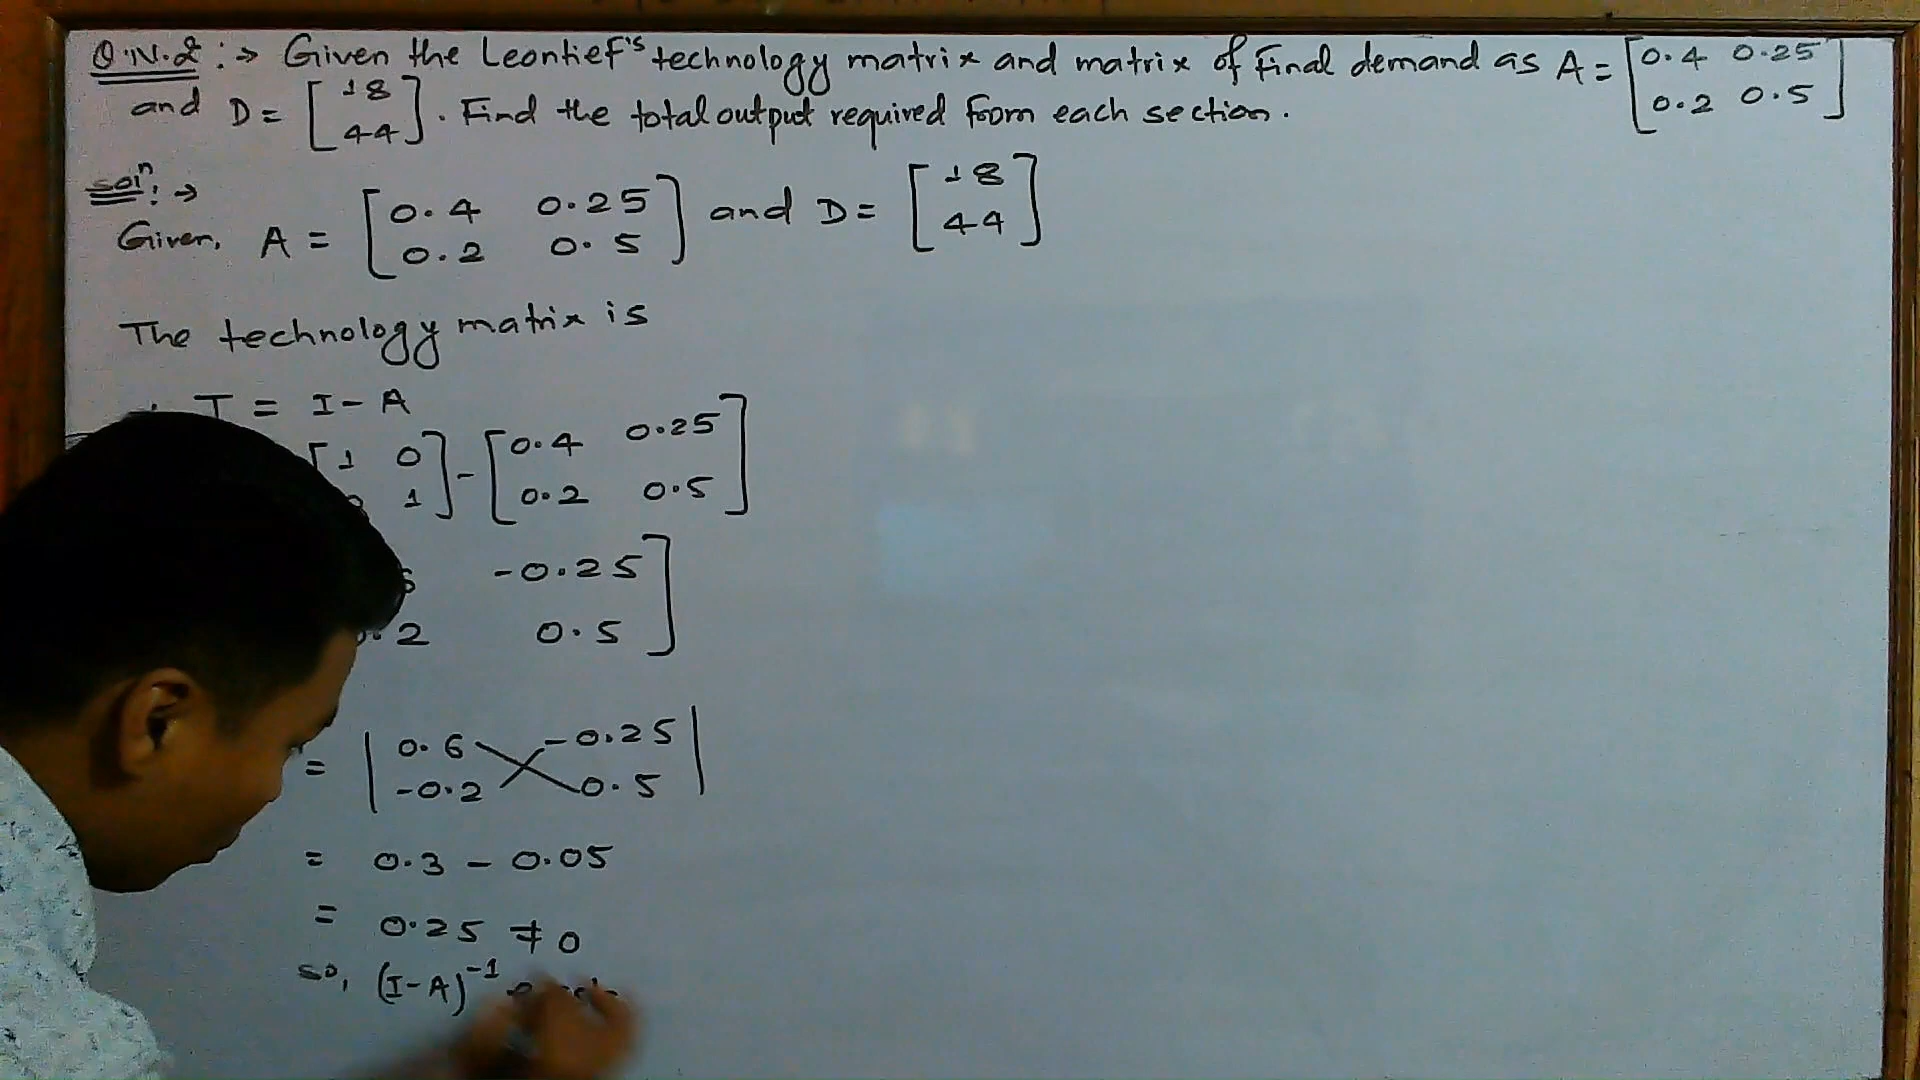 Q.N.2 :→ Given the Leontief's technology matrix and matrix of final demand as A = [0.4 0.25
0.2 0.5]
and D = [18
44]. Find the total output required from each section.
Solⁿ: →
Given, A = [0.4 0.25
0.2 0.5] and D = [18
44]
The technology matrix is
T = I - A
[1 0
1] - [0.4 0.25
0.2 0.5]
-0.25
2 0.5]
= |0.6 -0.25
-0.2 0.5|
= 0.3 - 0.05
= 0.25 ≠ 0
so, (I-A)⁻¹